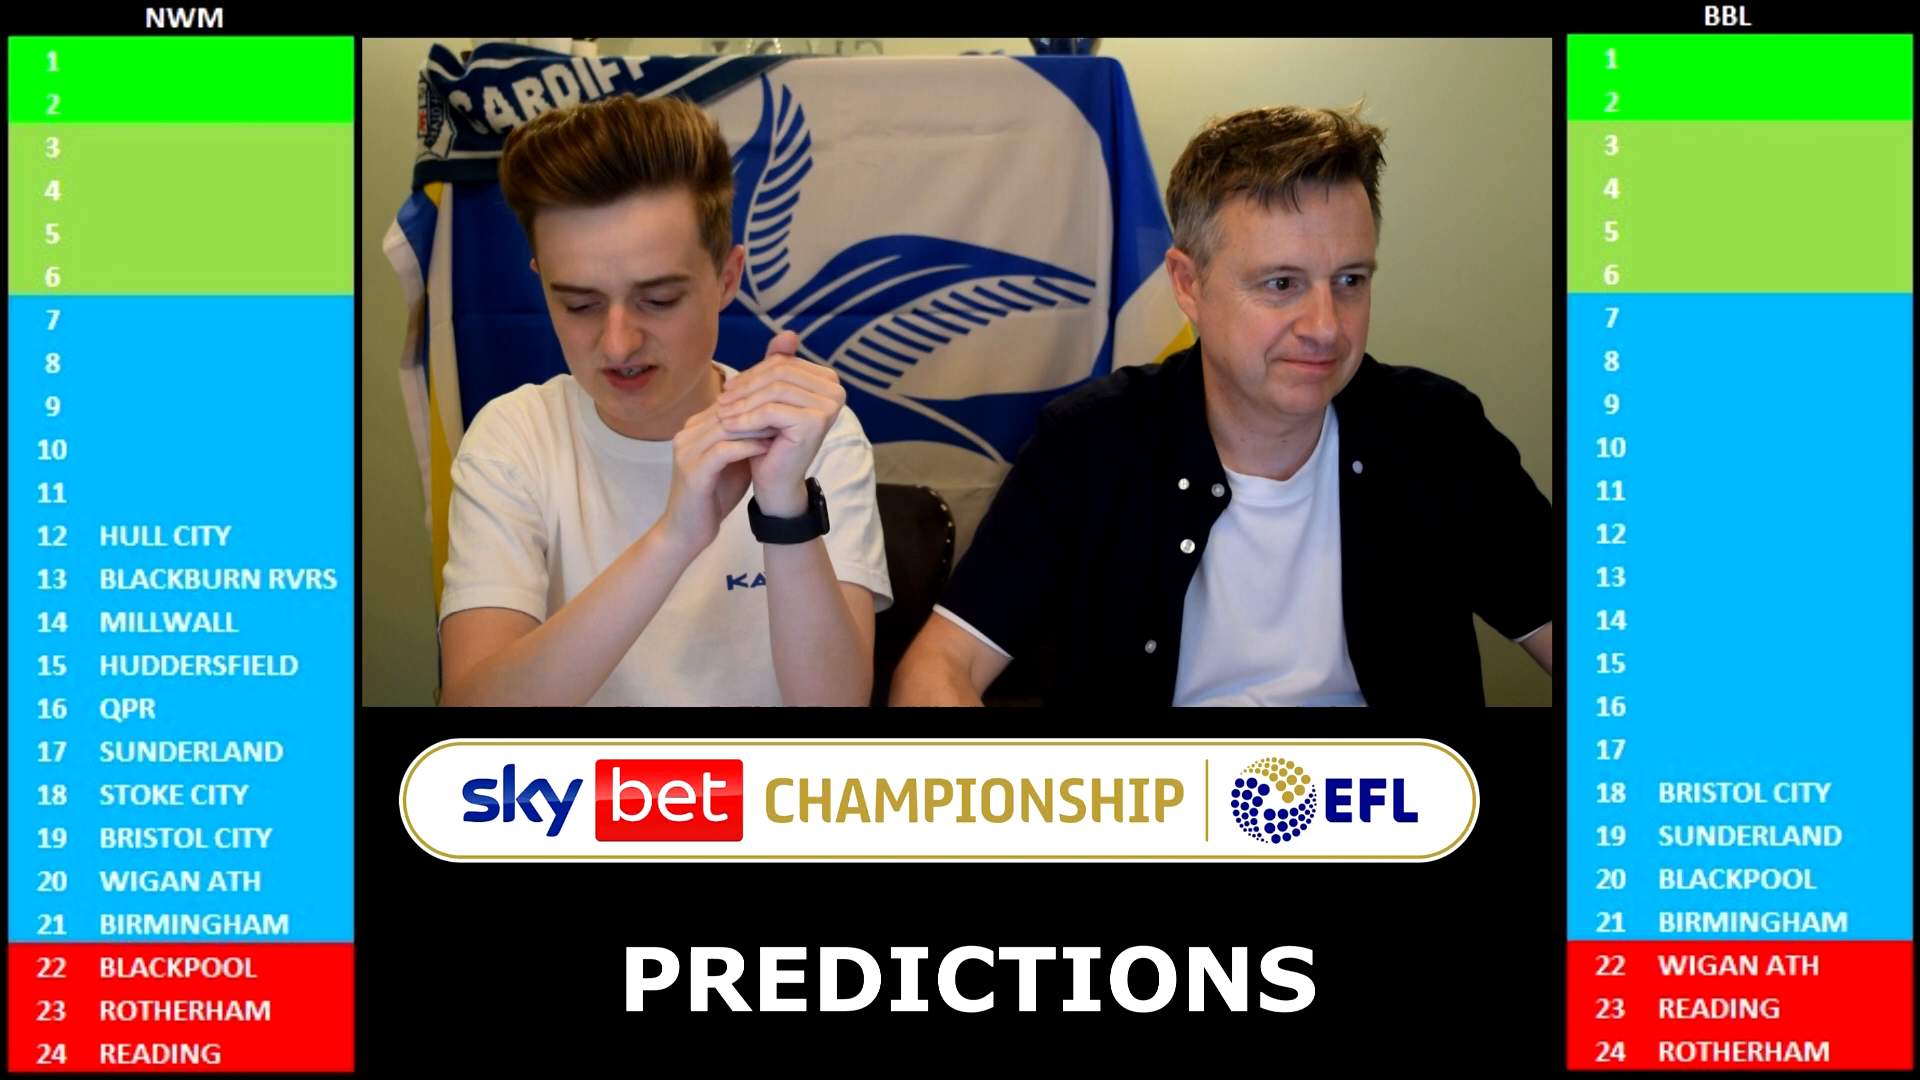 NWM
1
2
3
4
5
6
7
8
9
10
11
12 HULL CITY
13 BLACKBURN RVRS
14 MILLWALL
15 HUDDERSFIELD
16 QPR
17 SUNDERLAND
18 STOKE CITY
19 BRISTOL CITY
20 WIGAN ATH
21 BIRMINGHAM
22 BLACKPOOL
23 ROTHERHAM
24 READING
CARDIFF
KA
sky bet CHAMPIONSHIP EFL
PREDICTIONS
BBL
1
2
3
4
5
6
7
8
9
10
11
12
13
14
15
16
17
18 BRISTOL CITY
19 SUNDERLAND
20 BLACKPOOL
21 BIRMINGHAM
22 WIGAN ATH
23 READING
24 ROTHERHAM